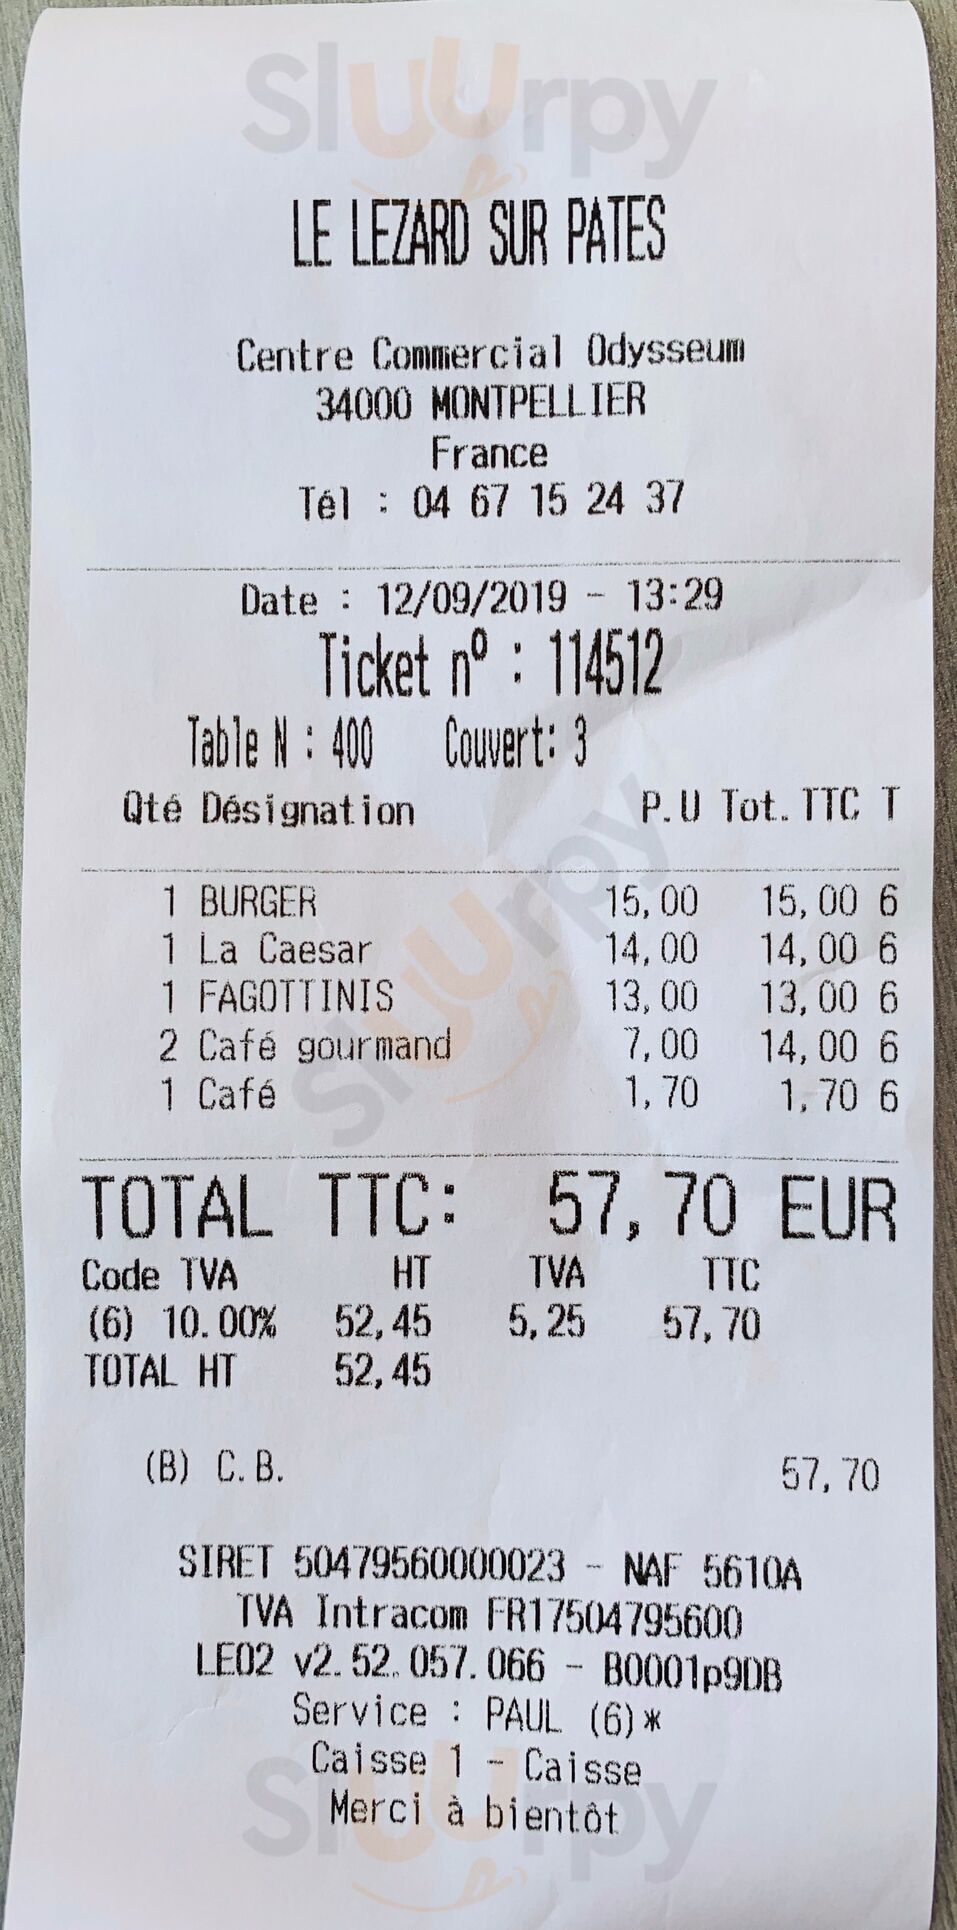 Sluurpy
LE LEZARD SUR PATES
Centre Commercial Odysseum
34000 MONTPELLIER
France
Tél : 04 67 15 24 37
Date : 12/09/2019 - 13:29
Ticket n° : 114512
Table N : 400 Couvert: 3
Qté Désignation P.U Tot.TTC T
1 BURGER 15,00 15,00 6
1 La Caesar 14,00 14,00 6
1 FAGOTTINIS 13,00 13,00 6
2 Café gourmand 7,00 14,00 6
1 Café 1,70 1,70 6
Sluurpy
TOTAL TTC: 57,70 EUR
Code TVA HT TVA TTC
(6) 10.00% 52,45 5,25 57,70
TOTAL HT 52,45
(B) C.B. 57,70
SIRET 50479560000023 - NAF 5610A
TVA Intracom FR17504795600
LE02 v2.52.057.066 - B0001p9DB
Service : PAUL (6)*
Caisse 1 - Caisse
Merci à bientôt
Sluurpy